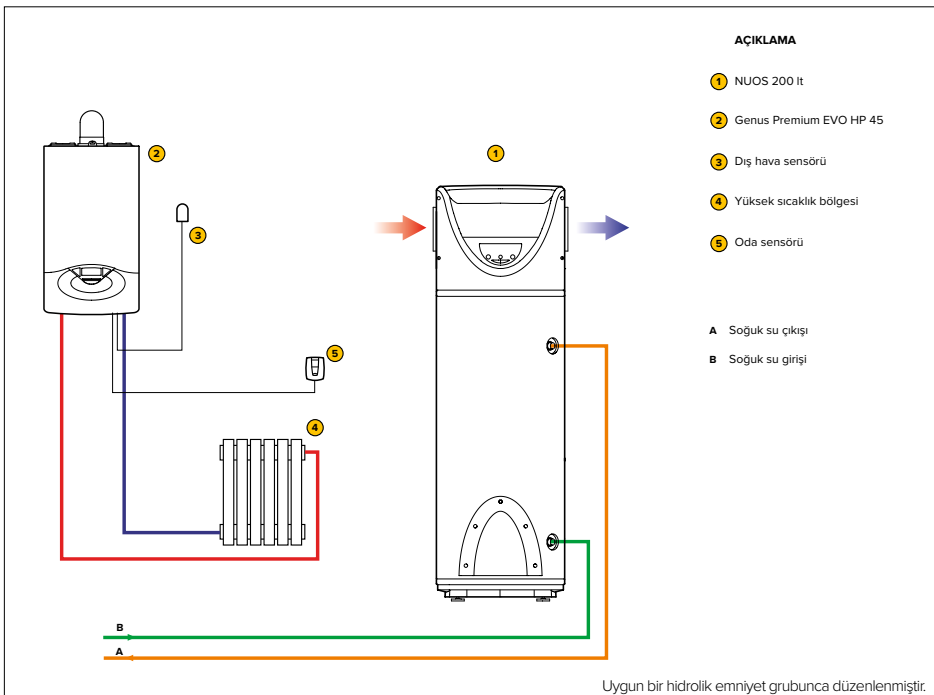 AÇIKLAMA
1 NUOS 200 lt
2 Genus Premium EVO HP 45
3 Dış hava sensörü
4 Yüksek sıcaklık bölgesi
5 Oda sensörü
A Soğuk su çıkışı
B Soğuk su girişi
2
1
3
5
4
B
A
Uygun bir hidrolik emniyet grubunca düzenlenmiştir.